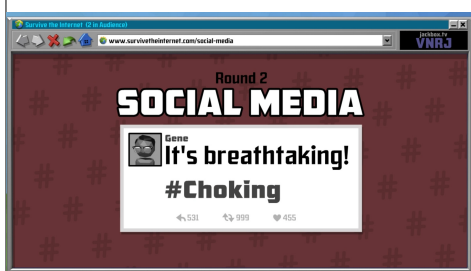 Survive the Internet (2 in Audience)
www.survivetheinternet.com/social-media
jackbox.tv
VNRJ
Round 2
SOCIAL MEDIA
Gene
It's breathtaking!
#Choking
531 999 455